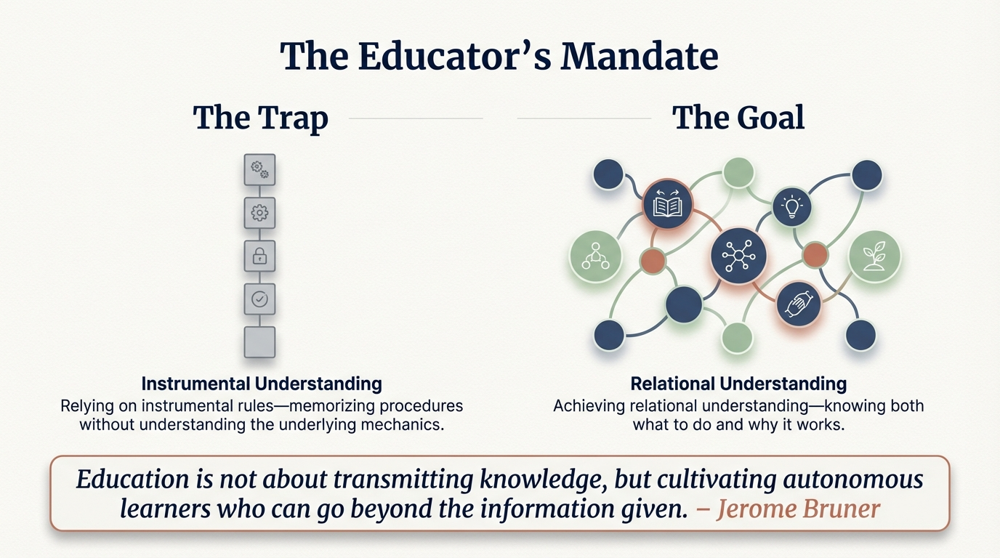 The Educator’s Mandate
The Trap
The Goal
Instrumental Understanding
Relying on instrumental rules—memorizing procedures
without understanding the underlying mechanics.
Relational Understanding
Achieving relational understanding—knowing both
what to do and why it works.
Education is not about transmitting knowledge, but cultivating autonomous
learners who can go beyond the information given. – Jerome Bruner